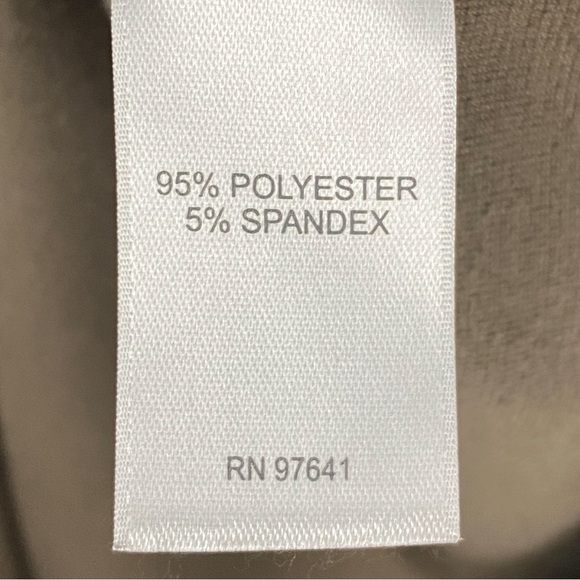 95% POLYESTER
5% SPANDEX
RN 97641